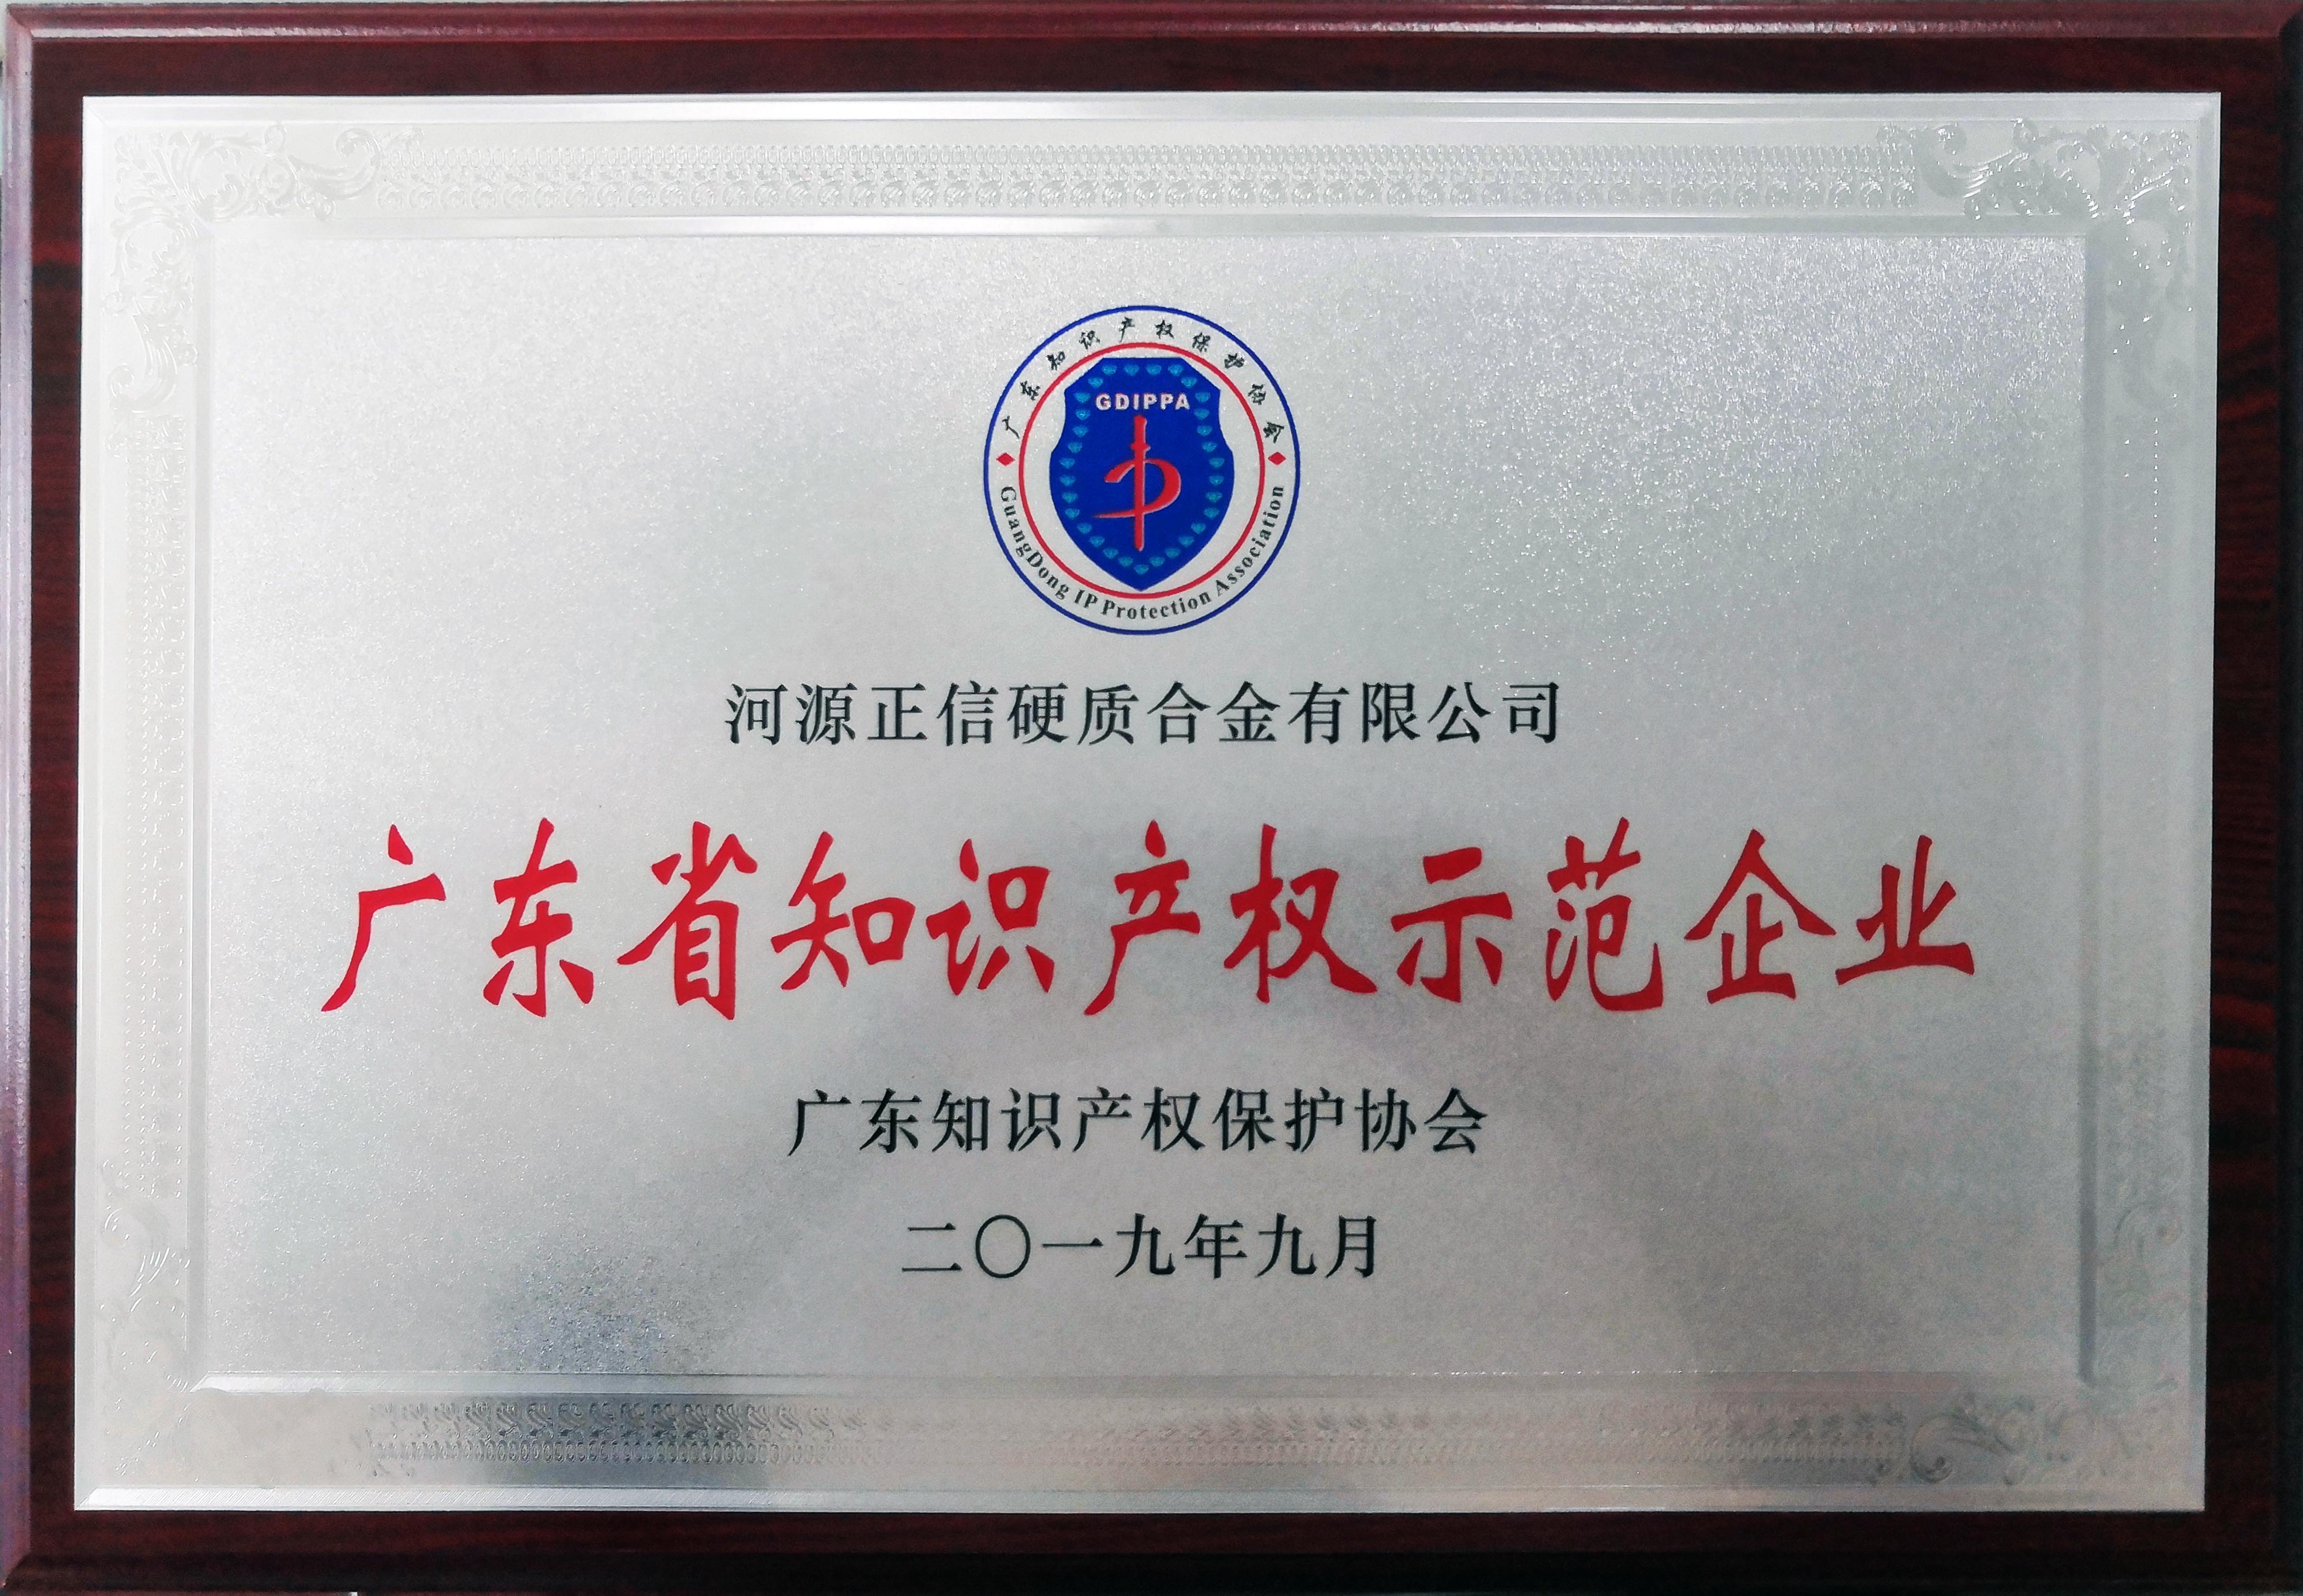 广东知识产权保护协会
GDIPPA
GuangDong IP Protection Association
河源正信硬质合金有限公司
广东省知识产权示范企业
广东知识产权保护协会
二〇一九年九月